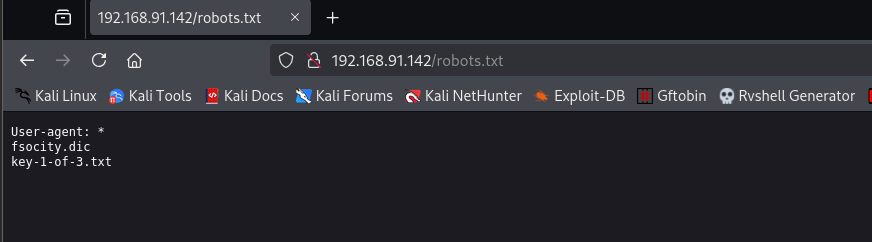 192.168.91.142/robots.txt
192.168.91.142/robots.txt
Kali Linux Kali Tools Kali Docs Kali Forums Kali NetHunter Exploit-DB Gftobin Rvshell Generator
User-agent: *
fsocity.dic
key-1-of-3.txt